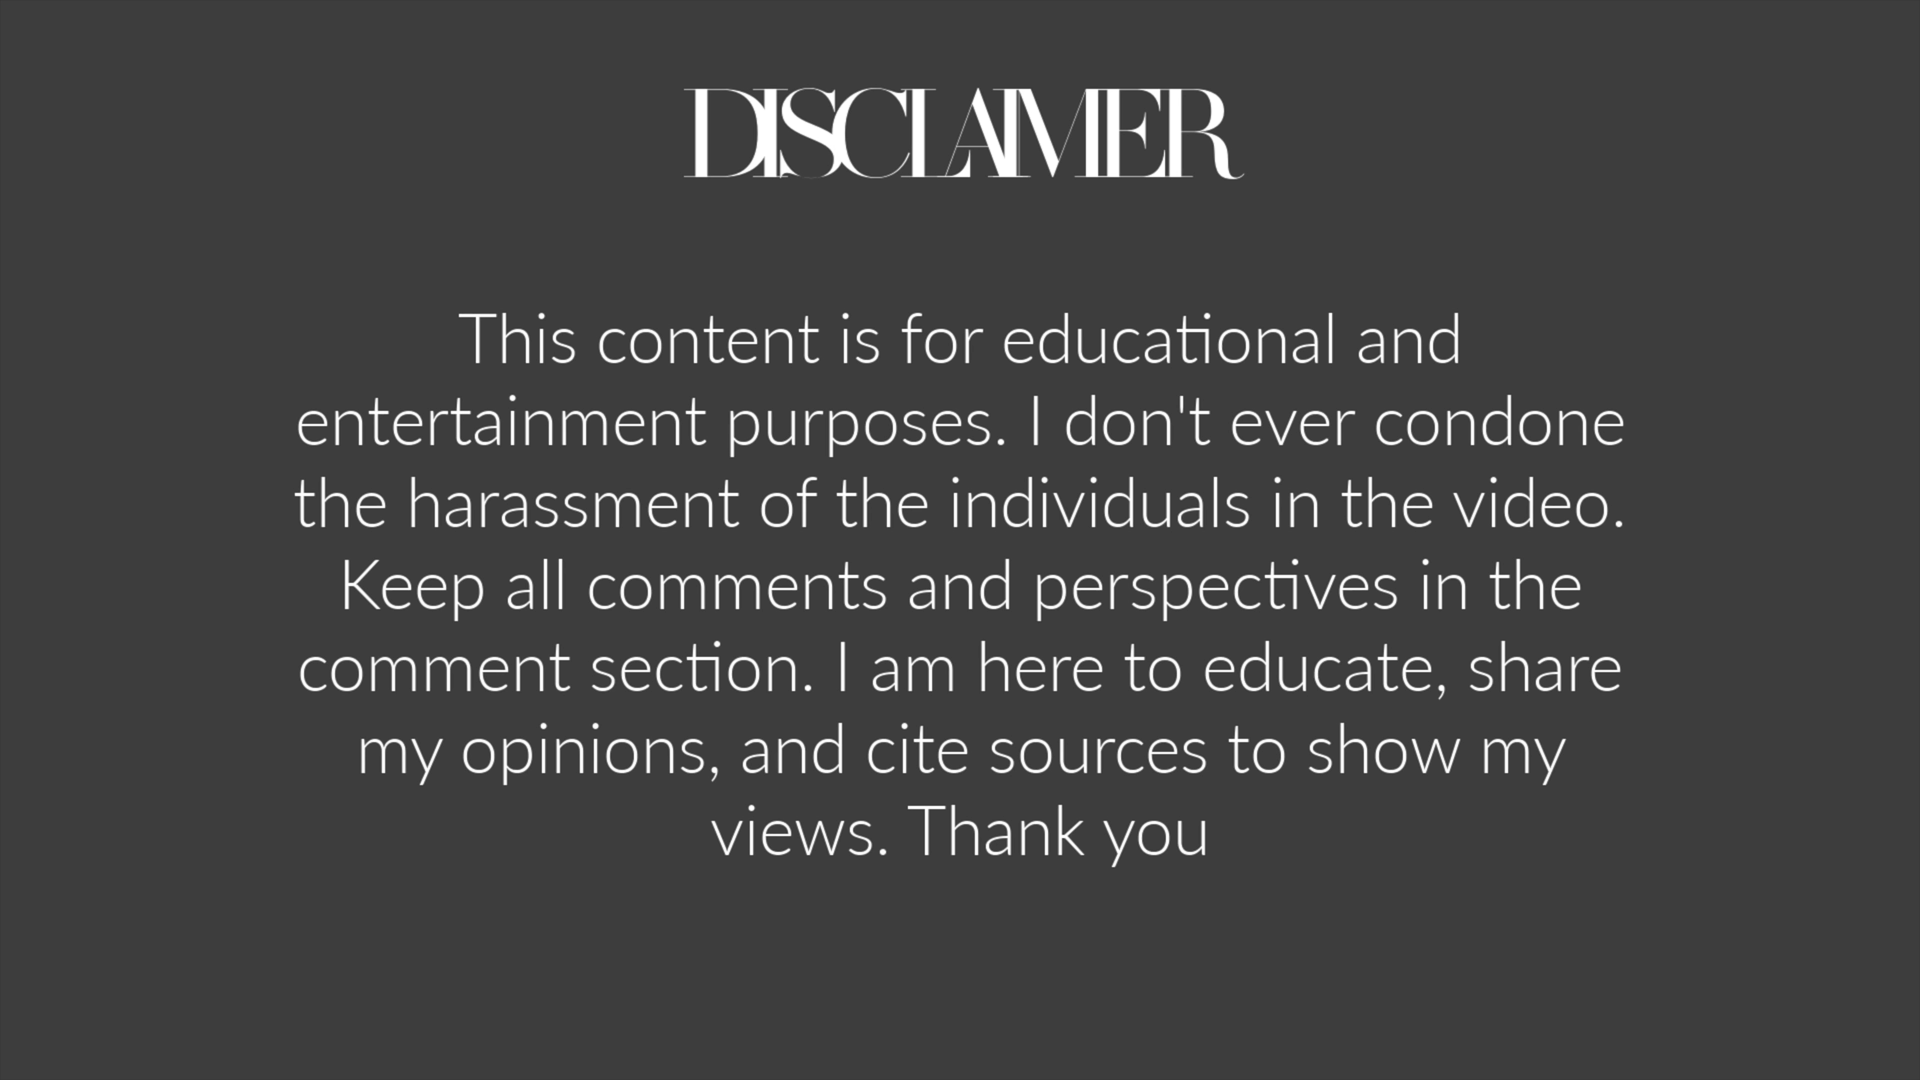 DISCLAIMER
This content is for educational and
entertainment purposes. I don't ever condone
the harassment of the individuals in the video.
Keep all comments and perspectives in the
comment section. I am here to educate, share
my opinions, and cite sources to show my
views. Thank you